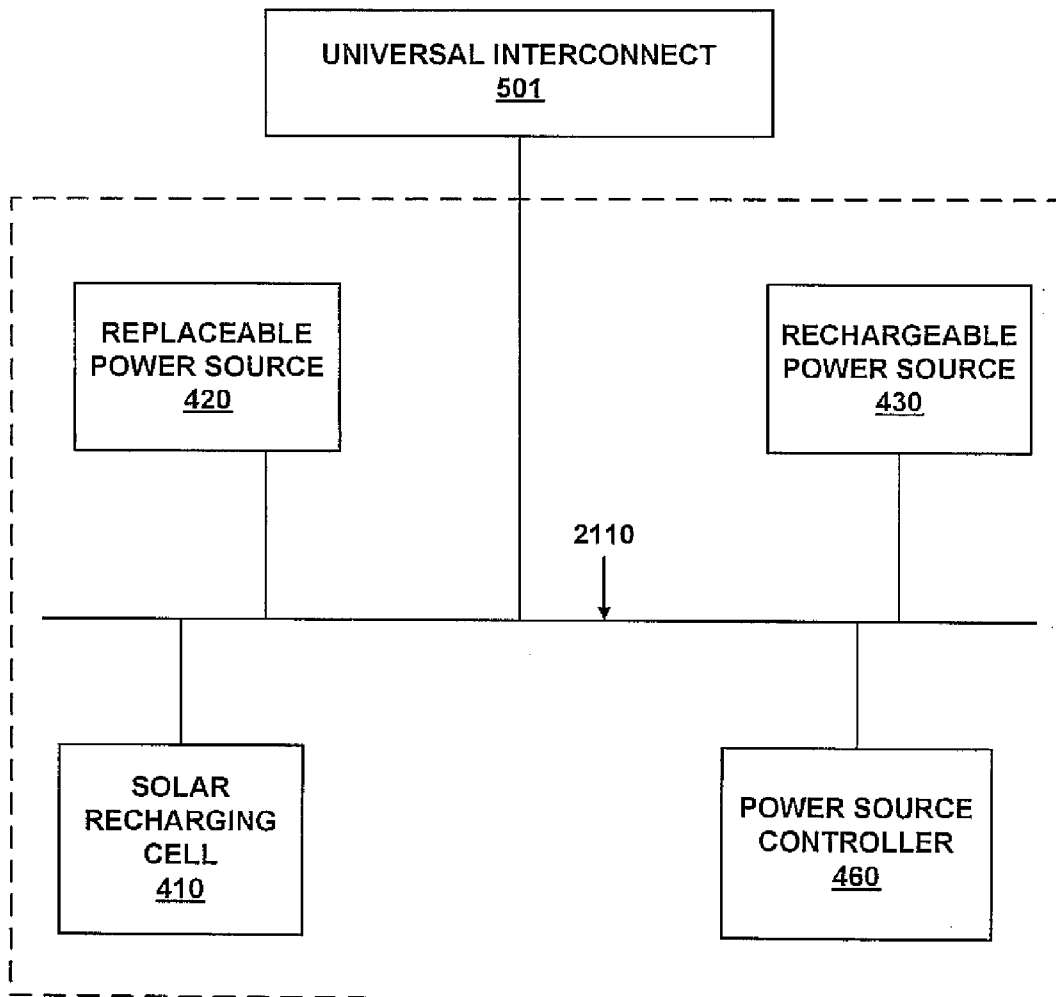 UNIVERSAL INTERCONNECT
501
REPLACEABLE
POWER SOURCE
420
RECHARGEABLE
POWER SOURCE
430
2110
SOLAR
RECHARGING
CELL
410
POWER SOURCE
CONTROLLER
460